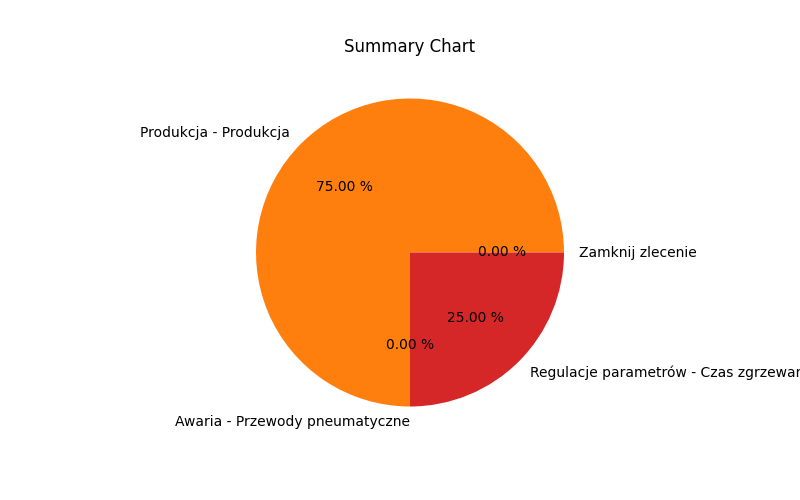 Summary Chart
Produkcja - Produkcja
75.00 %
0.00 %
Zamknij zlecenie
25.00 %
0.00 %
Regulacje parametrów - Czas
Awaria - Przewody pneumatyczne